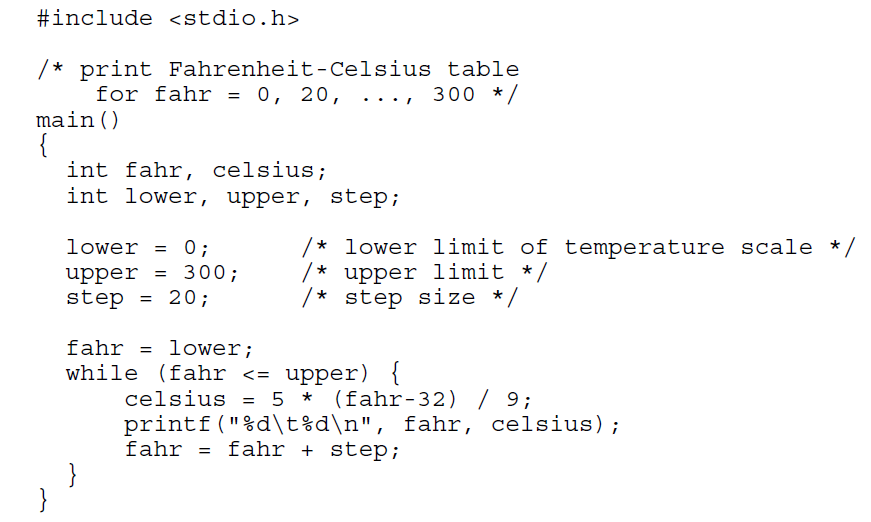 #include <stdio.h>

/* print Fahrenheit-Celsius table
    for fahr = 0, 20, ..., 300 */
main()
{
  int fahr, celsius;
  int lower, upper, step;

  lower = 0;      /* lower limit of temperature scale */
  upper = 300;    /* upper limit */
  step = 20;      /* step size */

  fahr = lower;
  while (fahr <= upper) {
      celsius = 5 * (fahr-32) / 9;
      printf("%d\t%d\n", fahr, celsius);
      fahr = fahr + step;
  }
}